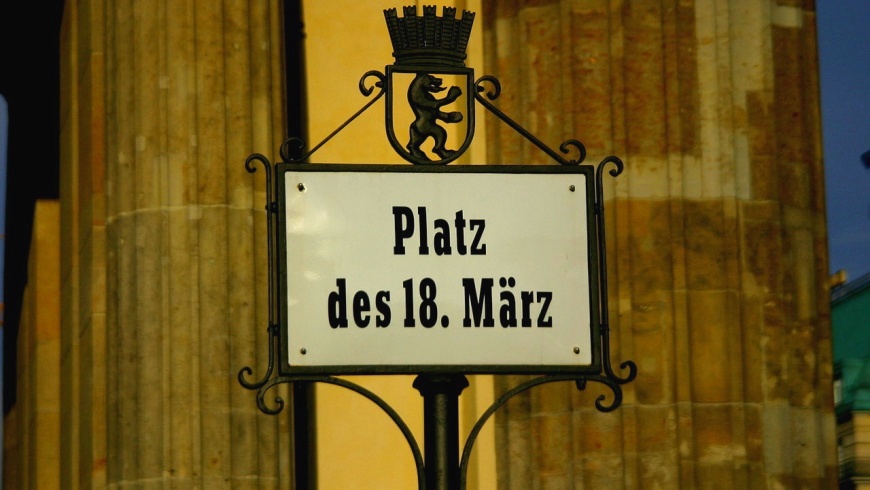 Platz
des 18. März